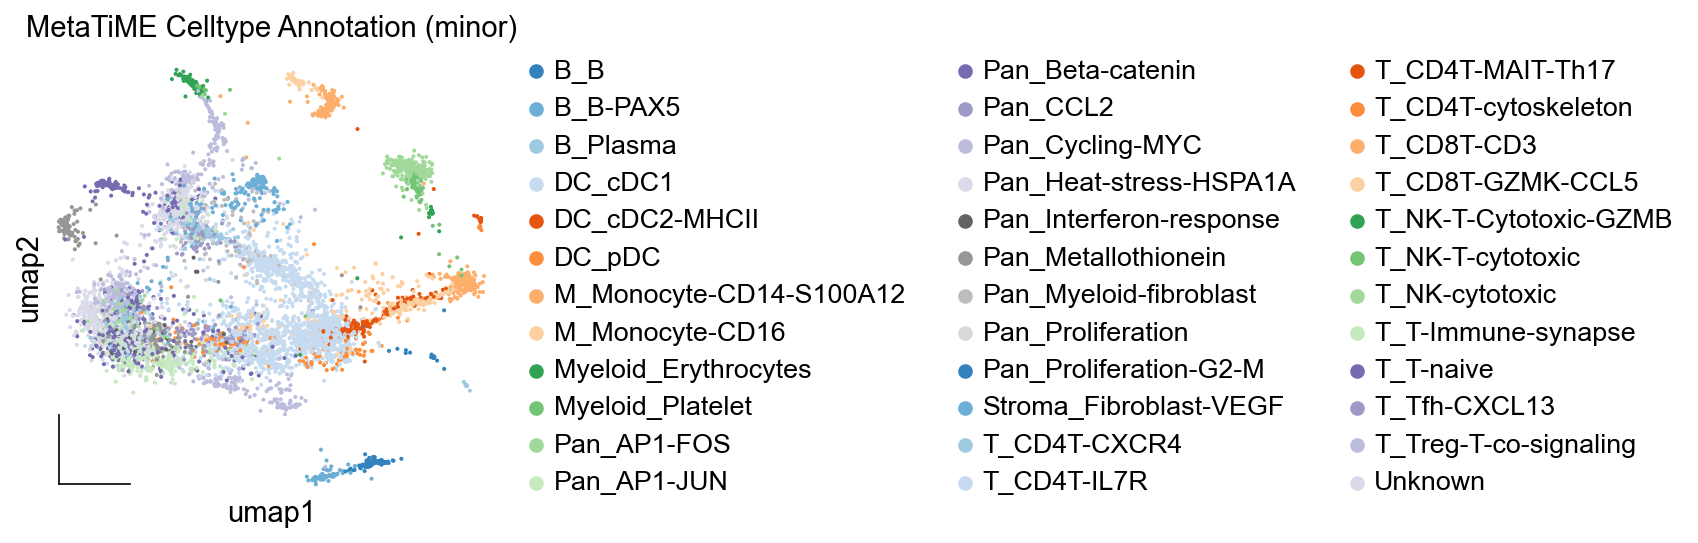 MetaTiME Celltype Annotation (minor)
B_B
B_B-PAX5
B_Plasma
DC_cDC1
DC_cDC2-MHCII
DC_pDC
M_Monocyte-CD14-S100A12
M_Monocyte-CD16
Myeloid_Erythrocytes
Myeloid_Platelet
Pan_AP1-FOS
Pan_AP1-JUN
Pan_Beta-catenin
Pan_CCL2
Pan_Cycling-MYC
Pan_Heat-stress-HSPA1A
Pan_Interferon-response
Pan_Metallothionein
Pan_Myeloid-fibroblast
Pan_Proliferation
Pan_Proliferation-G2-M
Stroma_Fibroblast-VEGF
T_CD4T-CXCR4
T_CD4T-IL7R
T_CD4T-MAIT-Th17
T_CD4T-cytoskeleton
T_CD8T-CD3
T_CD8T-GZMK-CCL5
T_NK-T-Cytotoxic-GZMB
T_NK-T-cytotoxic
T_NK-cytotoxic
T_T-Immune-synapse
T_T-naive
T_Tfh-CXCL13
T_Treg-T-co-signaling
Unknown
umap2
umap1